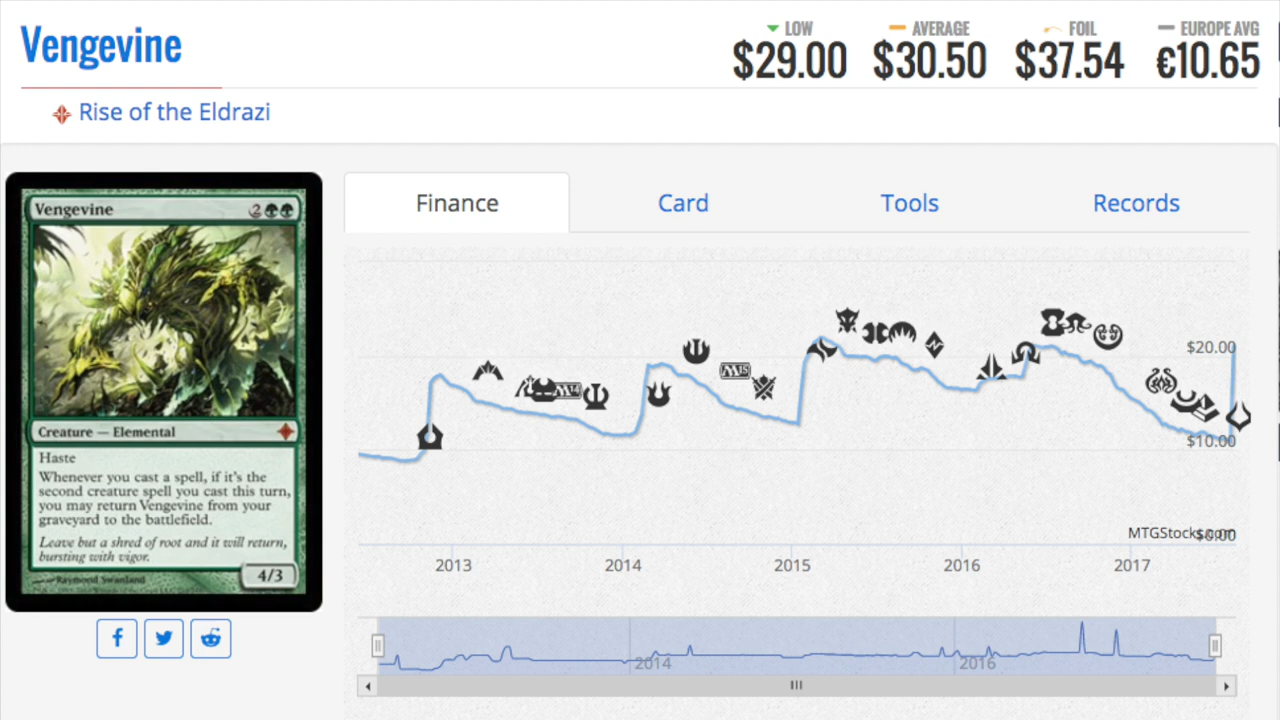 Vengevine
LOW
$29.00
AVERAGE
$30.50
FOIL
$37.54
EUROPE AVG
€10.65
Rise of the Eldrazi
Vengevine 2
Creature — Elemental
Haste
Whenever you cast a spell, if it's the
second creature spell you cast this turn,
you may return Vengevine from your
graveyard to the battlefield.
Leave but a shred of root and it will return,
bursting with vigor.
Raymond Swanland
4/3
Finance
Card
Tools
Records
$20.00
$10.00
MTGStocks.com
$0.00
M14
M15
2013
2014
2015
2016
2017
2014
2016